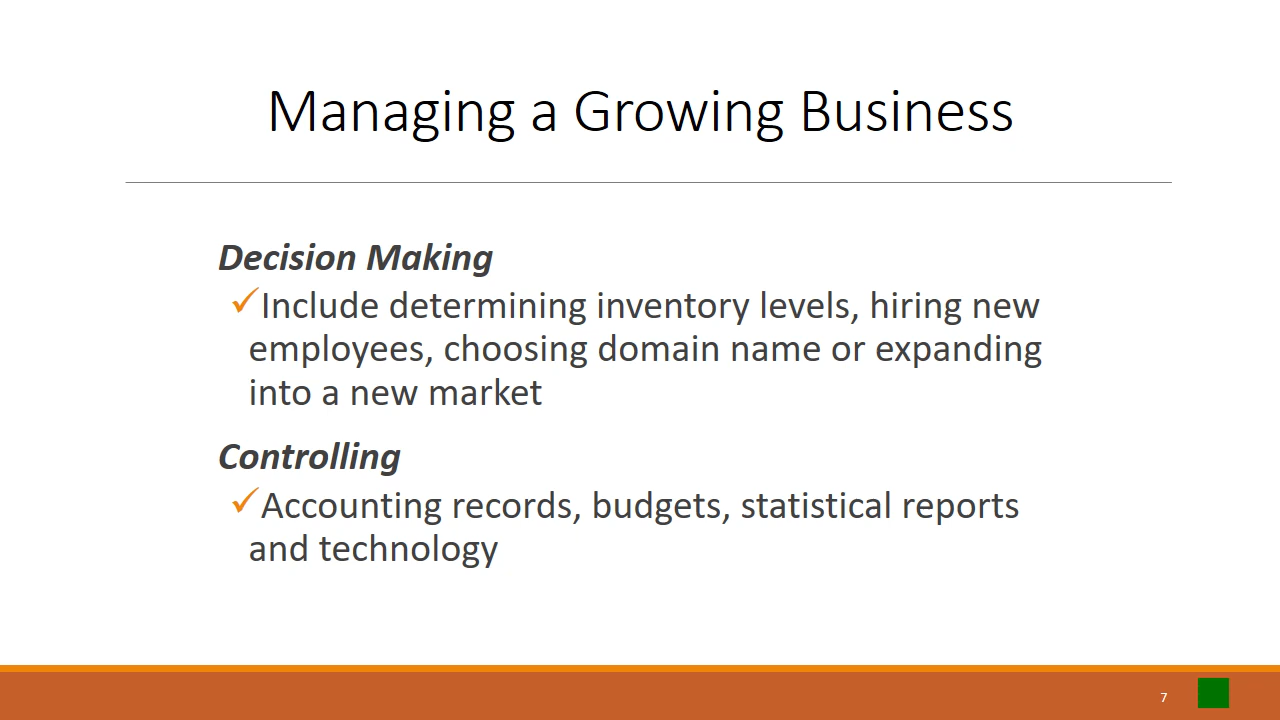 Managing a Growing Business
Decision Making
✓Include determining inventory levels, hiring new
employees, choosing domain name or expanding
into a new market
Controlling
✓Accounting records, budgets, statistical reports
and technology
7